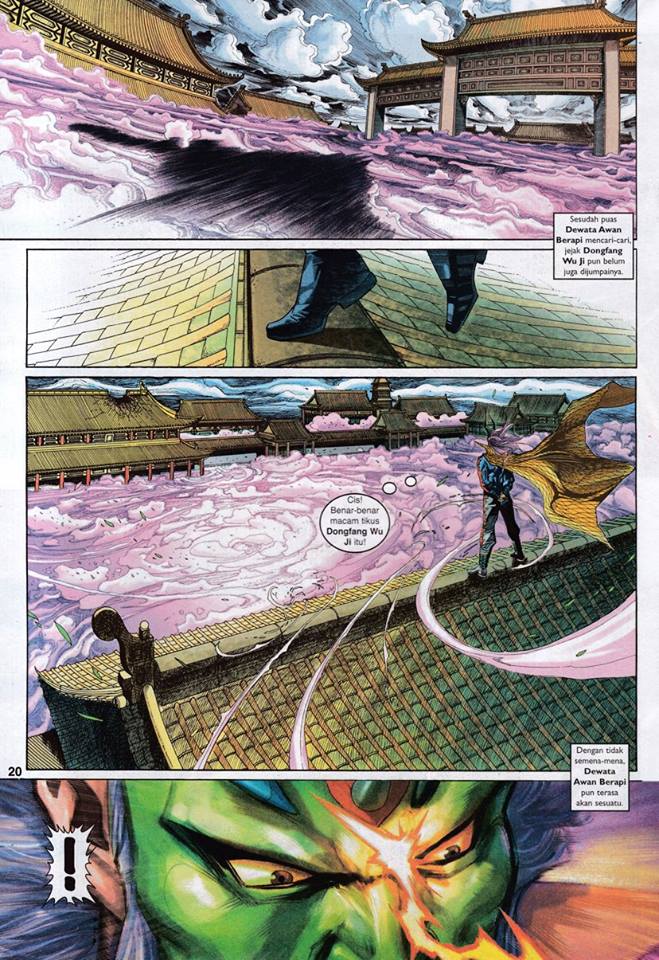 Sesudah puas
Dewata Awan
Berapi mencari-cari,
jejak Dongfang
Wu Ji pun belum
juga dijumpainya.
Cis!
Benar-benar
macam tikus
Dongfang Wu
Ji itu!
Dengan tidak
semena-mena,
Dewata
Awan Berapi
pun terasa
akan sesuatu.
20
!